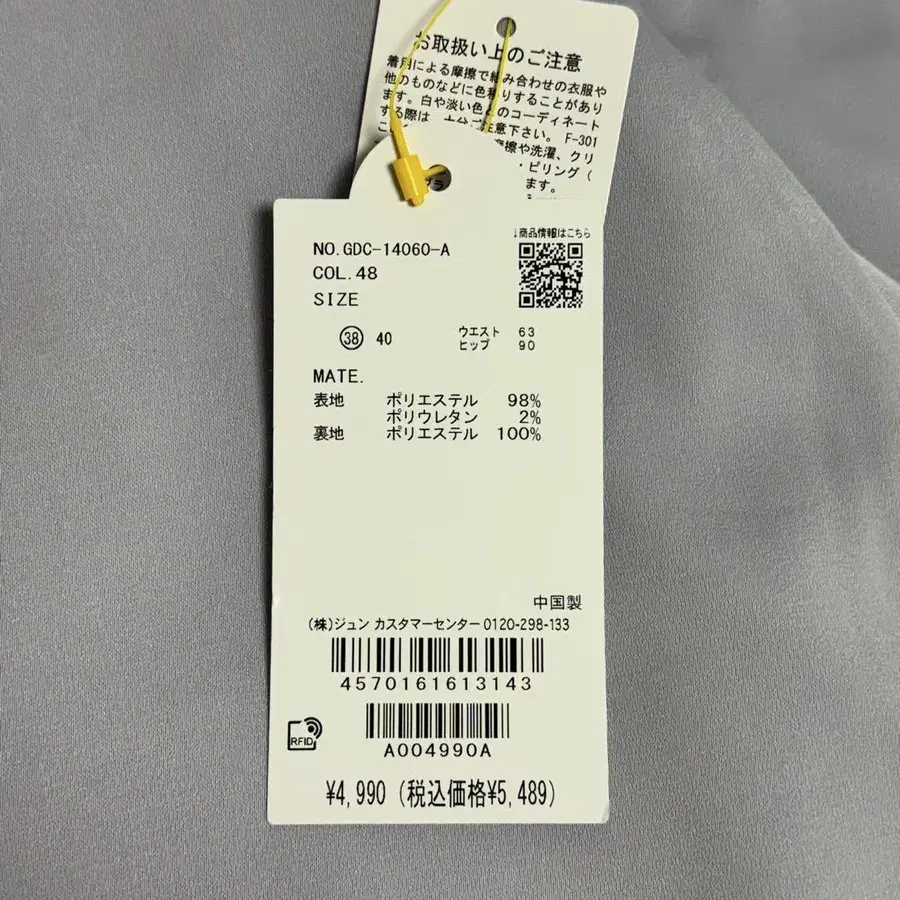 お取扱い上のご注意
着用による摩擦で組み合わせの衣服や
他のものなどに色移りすることがあり
ます。白や淡い色とのコーディネート
する際は、十分ご注意下さい。 F-301
摩擦や洗濯、クリ
・ピリング(
ます。
↓商品情報はこちら
NO.GDC-14060-A
COL.48
SIZE
38 40 ウエスト 63
ヒップ 90
MATE.
表地 ポリエステル 98%
ポリウレタン 2%
裏地 ポリエステル 100%
中国製
(株)ジュン カスタマーセンター 0120-298-133
4570161613143
RFID
A004990A
¥4,990 (税込価格¥5,489)